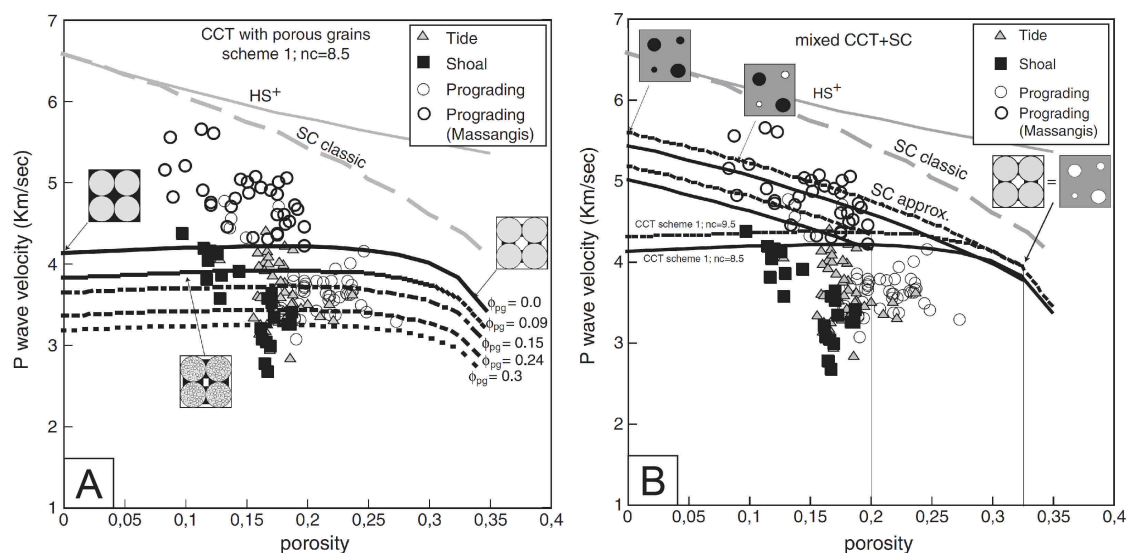 CCT with porous grains
scheme 1; nc=8.5
Tide
Shoal
Prograding
Prograding
(Massangis)
HS+
SC classic
ϕpg = 0.0
ϕpg = 0.09
ϕpg = 0.15
ϕpg = 0.24
ϕpg = 0.3
A
P wave velocity (Km/sec)
7
6
5
4
3
2
1
0
0,05
0,1
0,15
0,2
0,25
0,3
0,35
0,4
porosity
mixed CCT+SC
Tide
Shoal
Prograding
Prograding
(Massangis)
HS+
SC classic
SC approx.
=
CCT scheme 1; nc=9.5
CCT scheme 1; nc=8.5
B
P wave velocity (Km/sec)
7
6
5
4
3
2
1
0
0,05
0,1
0,15
0,2
0,25
0,3
0,35
0,4
porosity